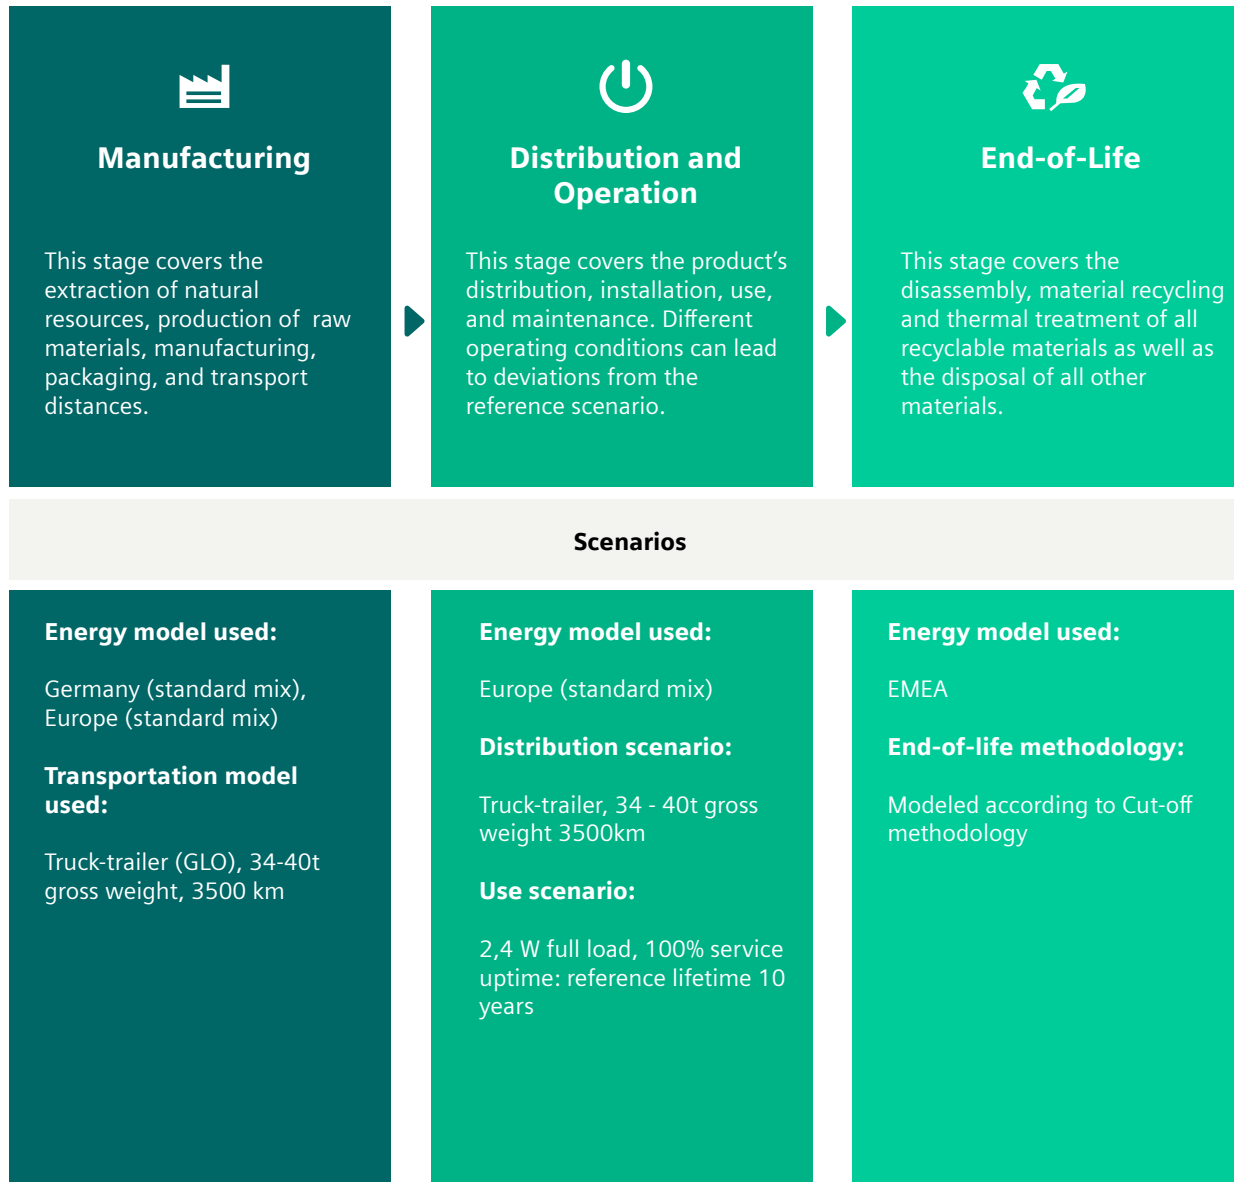 Manufacturing
This stage covers the
extraction of natural
resources, production of  raw
materials, manufacturing,
packaging, and transport
distances.
Distribution and
Operation
This stage covers the product’s
distribution, installation, use,
and maintenance. Different
operating conditions can lead
to deviations from the
reference scenario.
End-of-Life
This stage covers the
disassembly, material recycling
and thermal treatment of all
recyclable materials as well as
the disposal of all other
materials.
Scenarios
Energy model used:
Germany (standard mix),
Europe (standard mix)
Transportation model
used:
Truck-trailer (GLO), 34-40t
gross weight, 3500 km
Energy model used:
Europe (standard mix)
Distribution scenario:
Truck-trailer, 34 - 40t gross
weight 3500km
Use scenario:
2,4 W full load, 100% service
uptime: reference lifetime 10
years
Energy model used:
EMEA
End-of-life methodology:
Modeled according to Cut-off
methodology